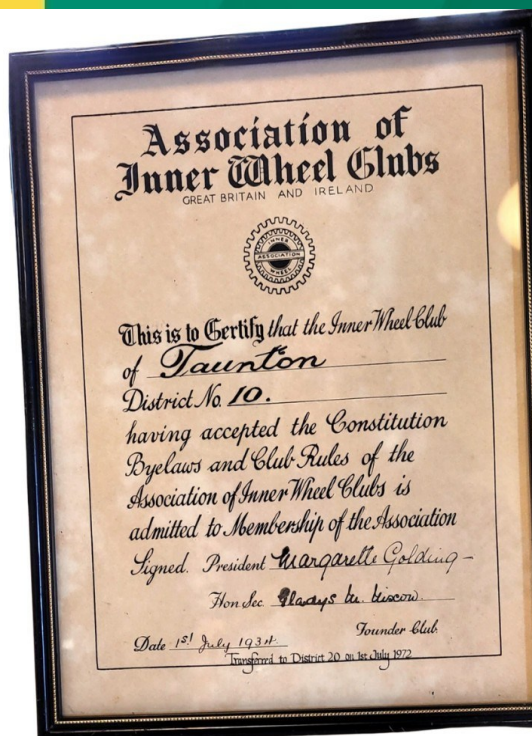 Association of
Inner Wheel Clubs
GREAT BRITAIN AND IRELAND
INNER
ASSOCIATION
WHEEL
This is to Certify that the Inner Wheel Club
of Taunton
District No. 10.
having accepted the Constitution
Byelaws and Club Rules of the
Association of Inner Wheel Clubs is
admitted to Membership of the Association
Signed. President Margarette Golding
Hon Sec. Gladys M.
Founder Club.
Date 1st July 1934.
Transferred to District 20 on 1st July 1972